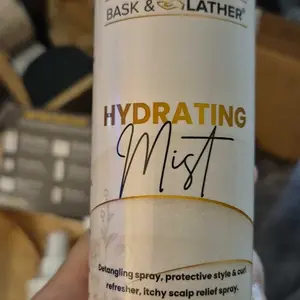 BASK & LATHER®
HYDRATING
Mist
Detangling spray, protective style & curl
refresher, itchy scalp relief spray.